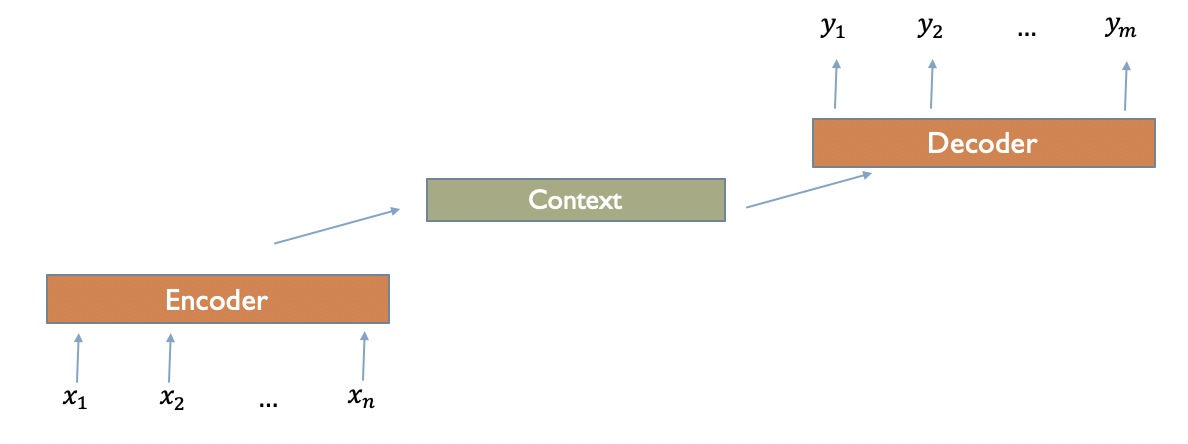 y₁ y₂ ... yₘ
Decoder
Context
Encoder
x₁ x₂ ... xₙ